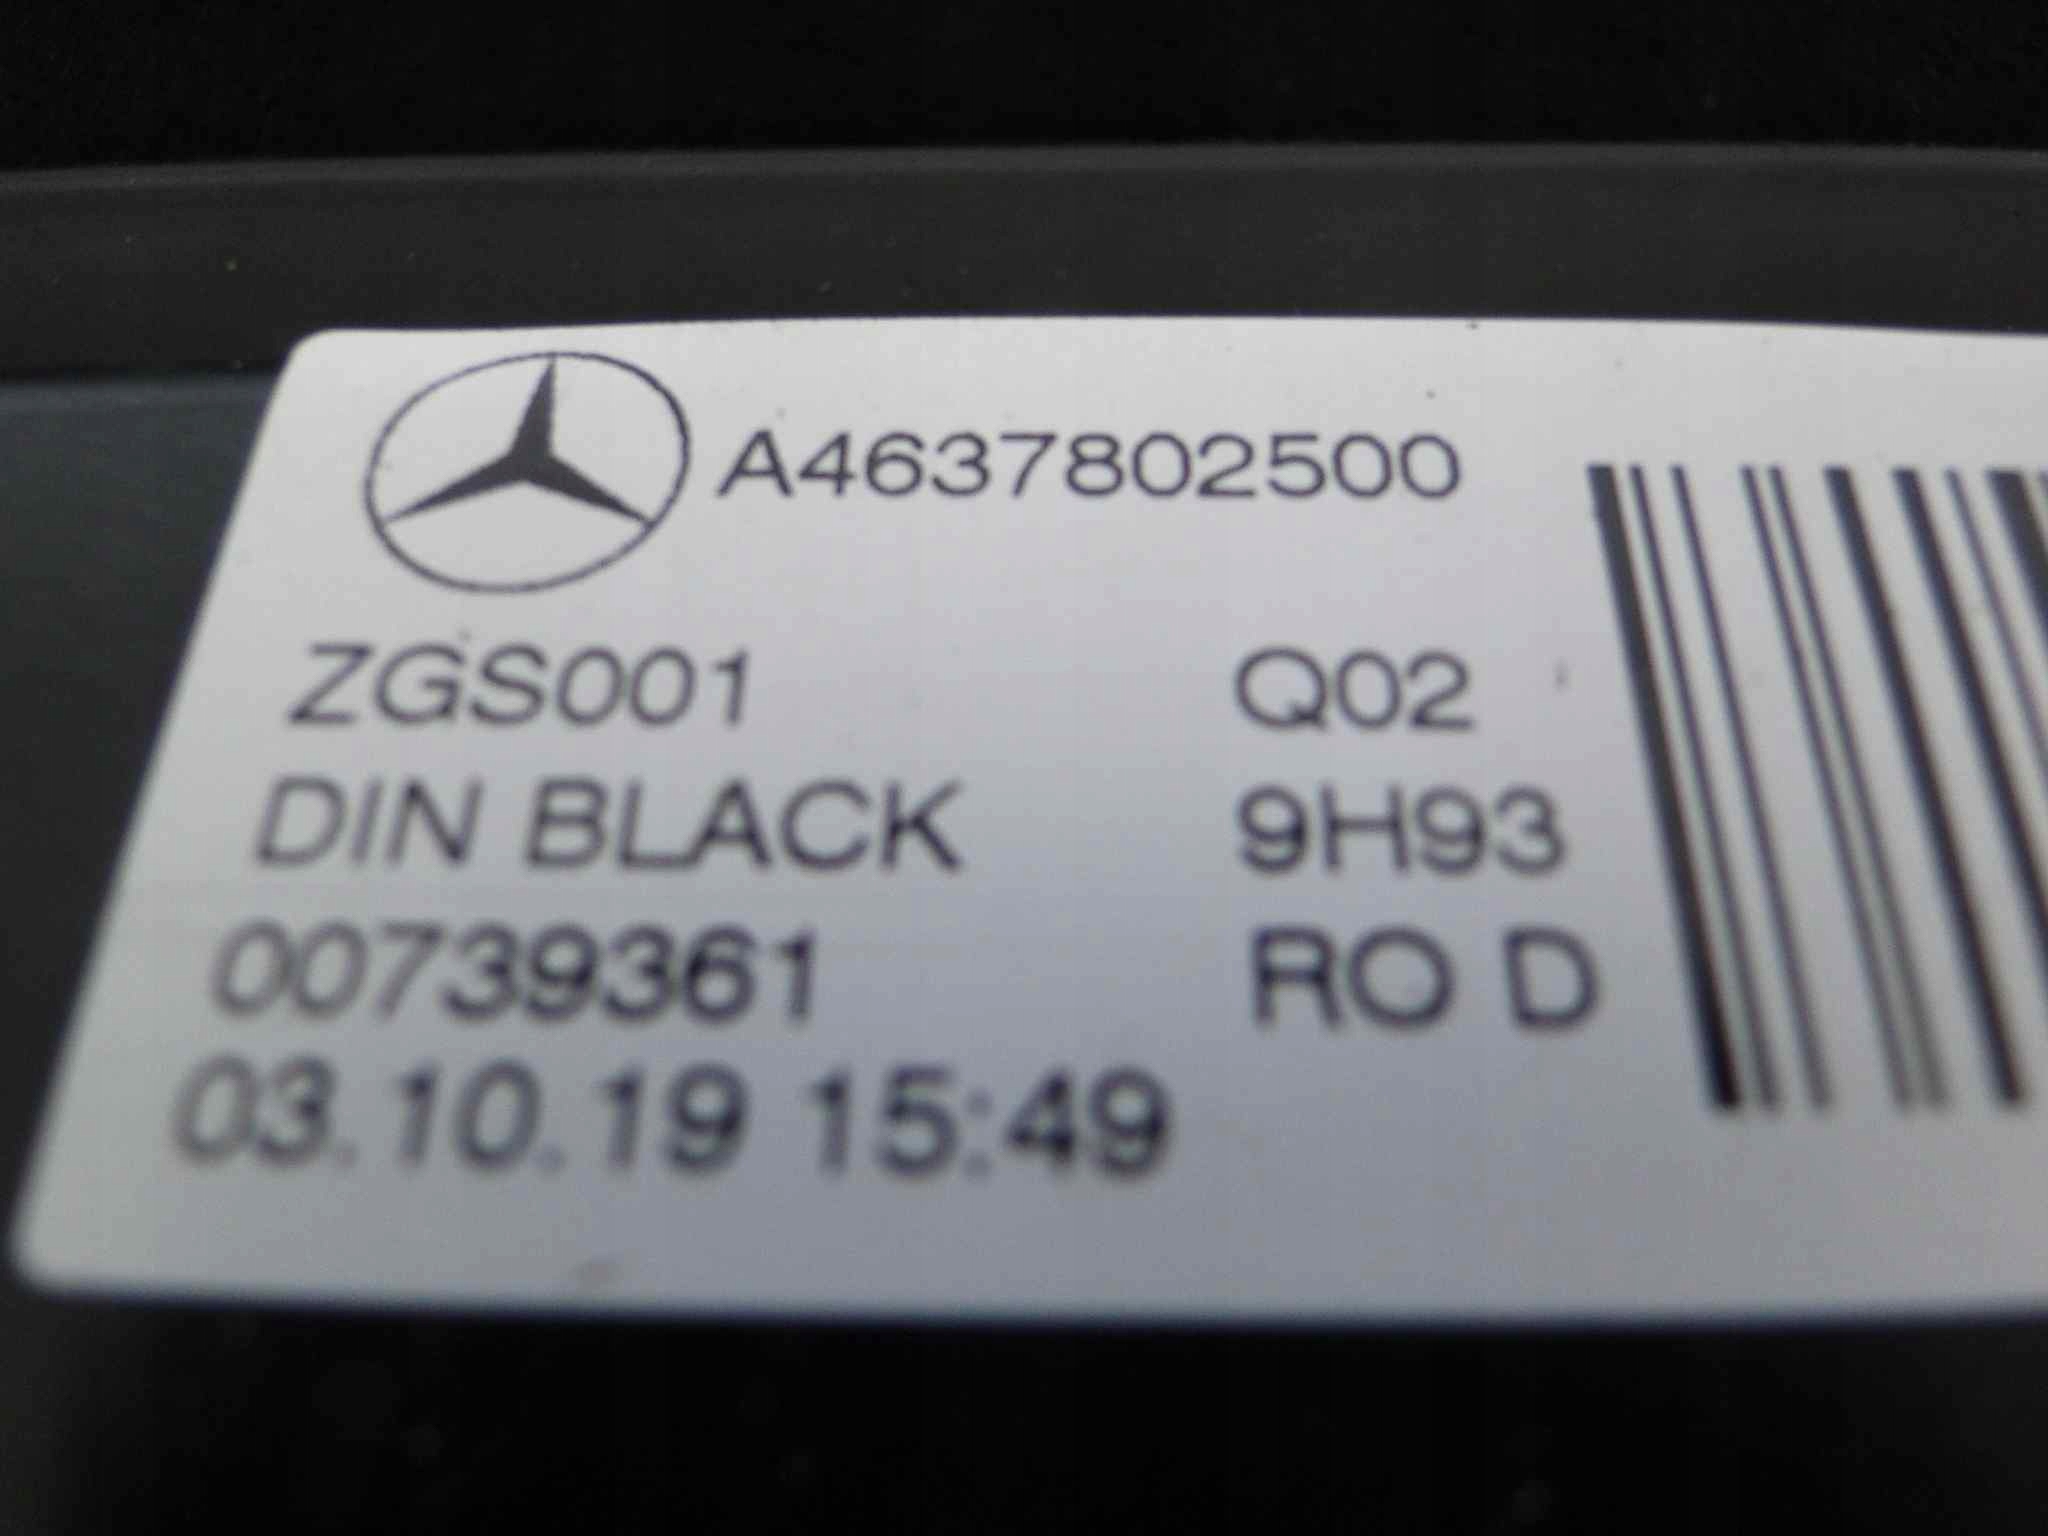 A4637802500
ZGS001 Q02
DIN BLACK 9H93
00739361 RO D
03.10.19 15:49